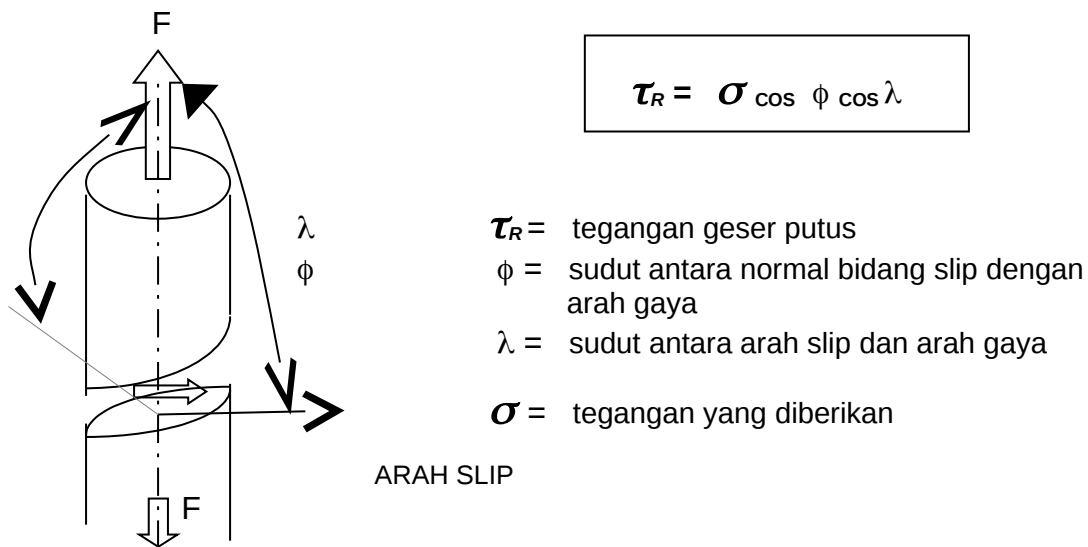 F
τR = σ cos ϕ cos λ
λ
ϕ
τR = tegangan geser putus
ϕ = sudut antara normal bidang slip dengan
arah gaya
λ = sudut antara arah slip dan arah gaya
σ = tegangan yang diberikan
ARAH SLIP
F